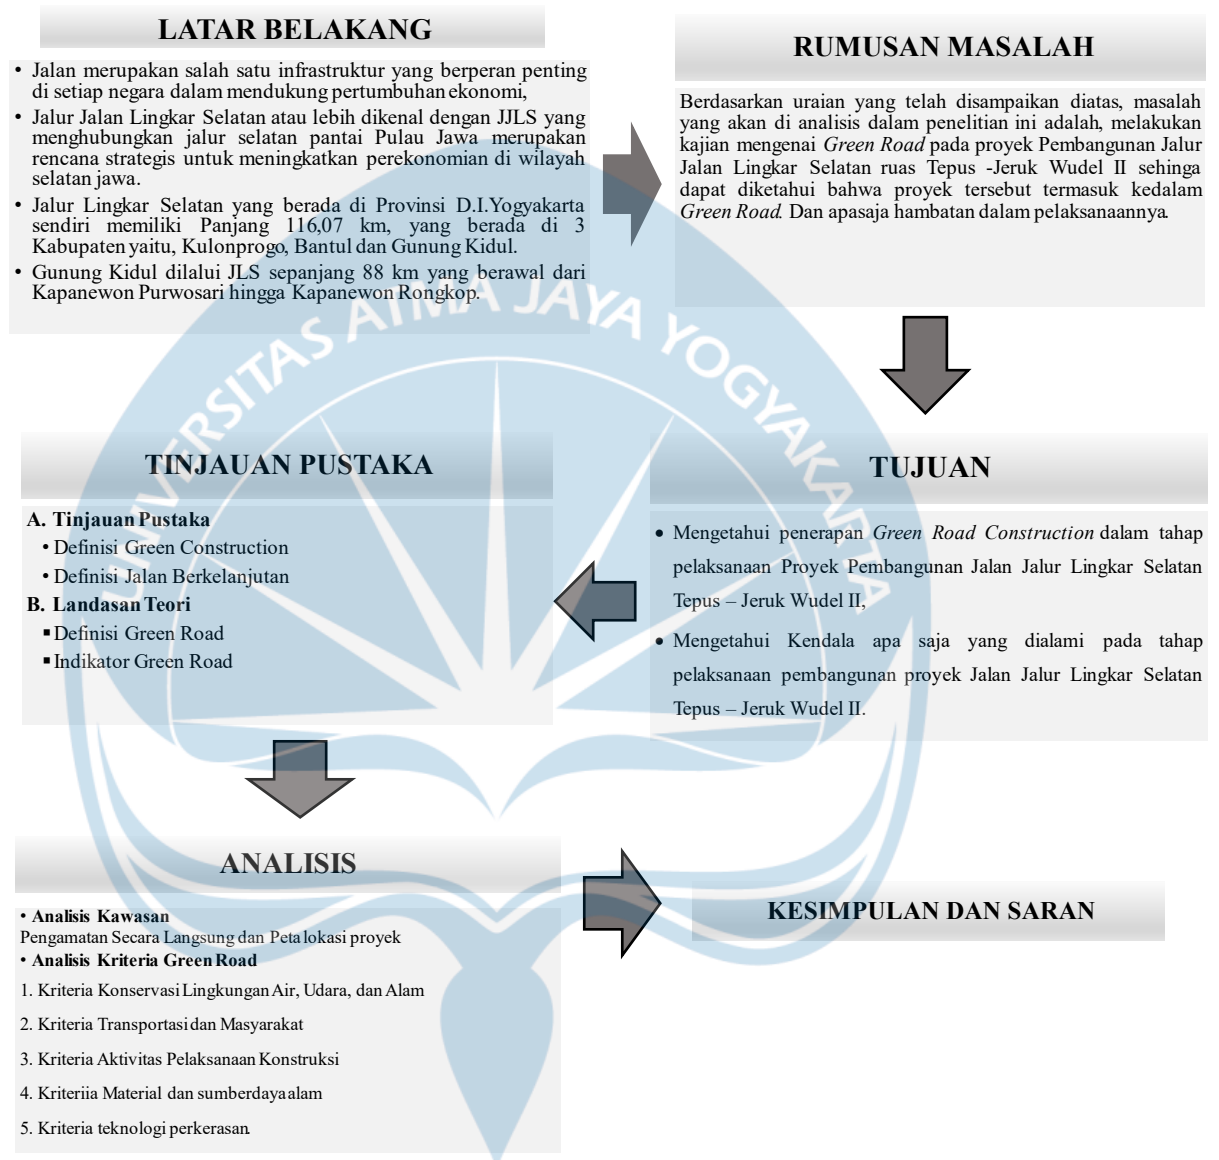 LATAR BELAKANG
• Jalan merupakan salah satu infrastruktur yang berperan penting
di setiap negara dalam mendukung pertumbuhan ekonomi,
• Jalur Jalan Lingkar Selatan atau lebih dikenal dengan JJLS yang
menghubungkan jalur selatan pantai Pulau Jawa merupakan
rencana strategis untuk meningkatkan perekonomian di wilayah
selatan jawa.
• Jalur Lingkar Selatan yang berada di Provinsi D.I.Yogyakarta
sendiri memiliki Panjang 116,07 km, yang berada di 3
Kabupaten yaitu, Kulonprogo, Bantul dan Gunung Kidul.
• Gunung Kidul dilalui JLS sepanjang 88 km yang berawal dari
Kapanewon Purwosari hingga Kapanewon Rongkop.
RUMUSAN MASALAH
Berdasarkan uraian yang telah disampaikan diatas, masalah
yang akan di analisis dalam penelitian ini adalah, melakukan
kajian mengenai Green Road pada proyek Pembangunan Jalur
Jalan Lingkar Selatan ruas Tepus -Jeruk Wudel II sehinga
dapat diketahui bahwa proyek tersebut termasuk kedalam
Green Road. Dan apasaja hambatan dalam pelaksanaannya.
UNIVERSITAS ATMA JAYA YOGYAKARTA
TUJUAN
• Mengetahui penerapan Green Road Construction dalam tahap
pelaksanaan Proyek Pembangunan Jalan Jalur Lingkar Selatan
Tepus – Jeruk Wudel II,
• Mengetahui Kendala apa saja yang dialami pada tahap
pelaksanaan pembangunan proyek Jalan Jalur Lingkar Selatan
Tepus – Jeruk Wudel II.
TINJAUAN PUSTAKA
A. Tinjauan Pustaka
• Definisi Green Construction
• Definisi Jalan Berkelanjutan
B. Landasan Teori
▪ Definisi Green Road
▪ Indikator Green Road
ANALISIS
• Analisis Kawasan
Pengamatan Secara Langsung dan Peta lokasi proyek
• Analisis Kriteria Green Road
1. Kriteria Konservasi Lingkungan Air, Udara, dan Alam
2. Kriteria Transportasi dan Masyarakat
3. Kriteria Aktivitas Pelaksanaan Konstruksi
4. Kriteriia Material dan sumberdaya alam
5. Kriteria teknologi perkerasan.
KESIMPULAN DAN SARAN